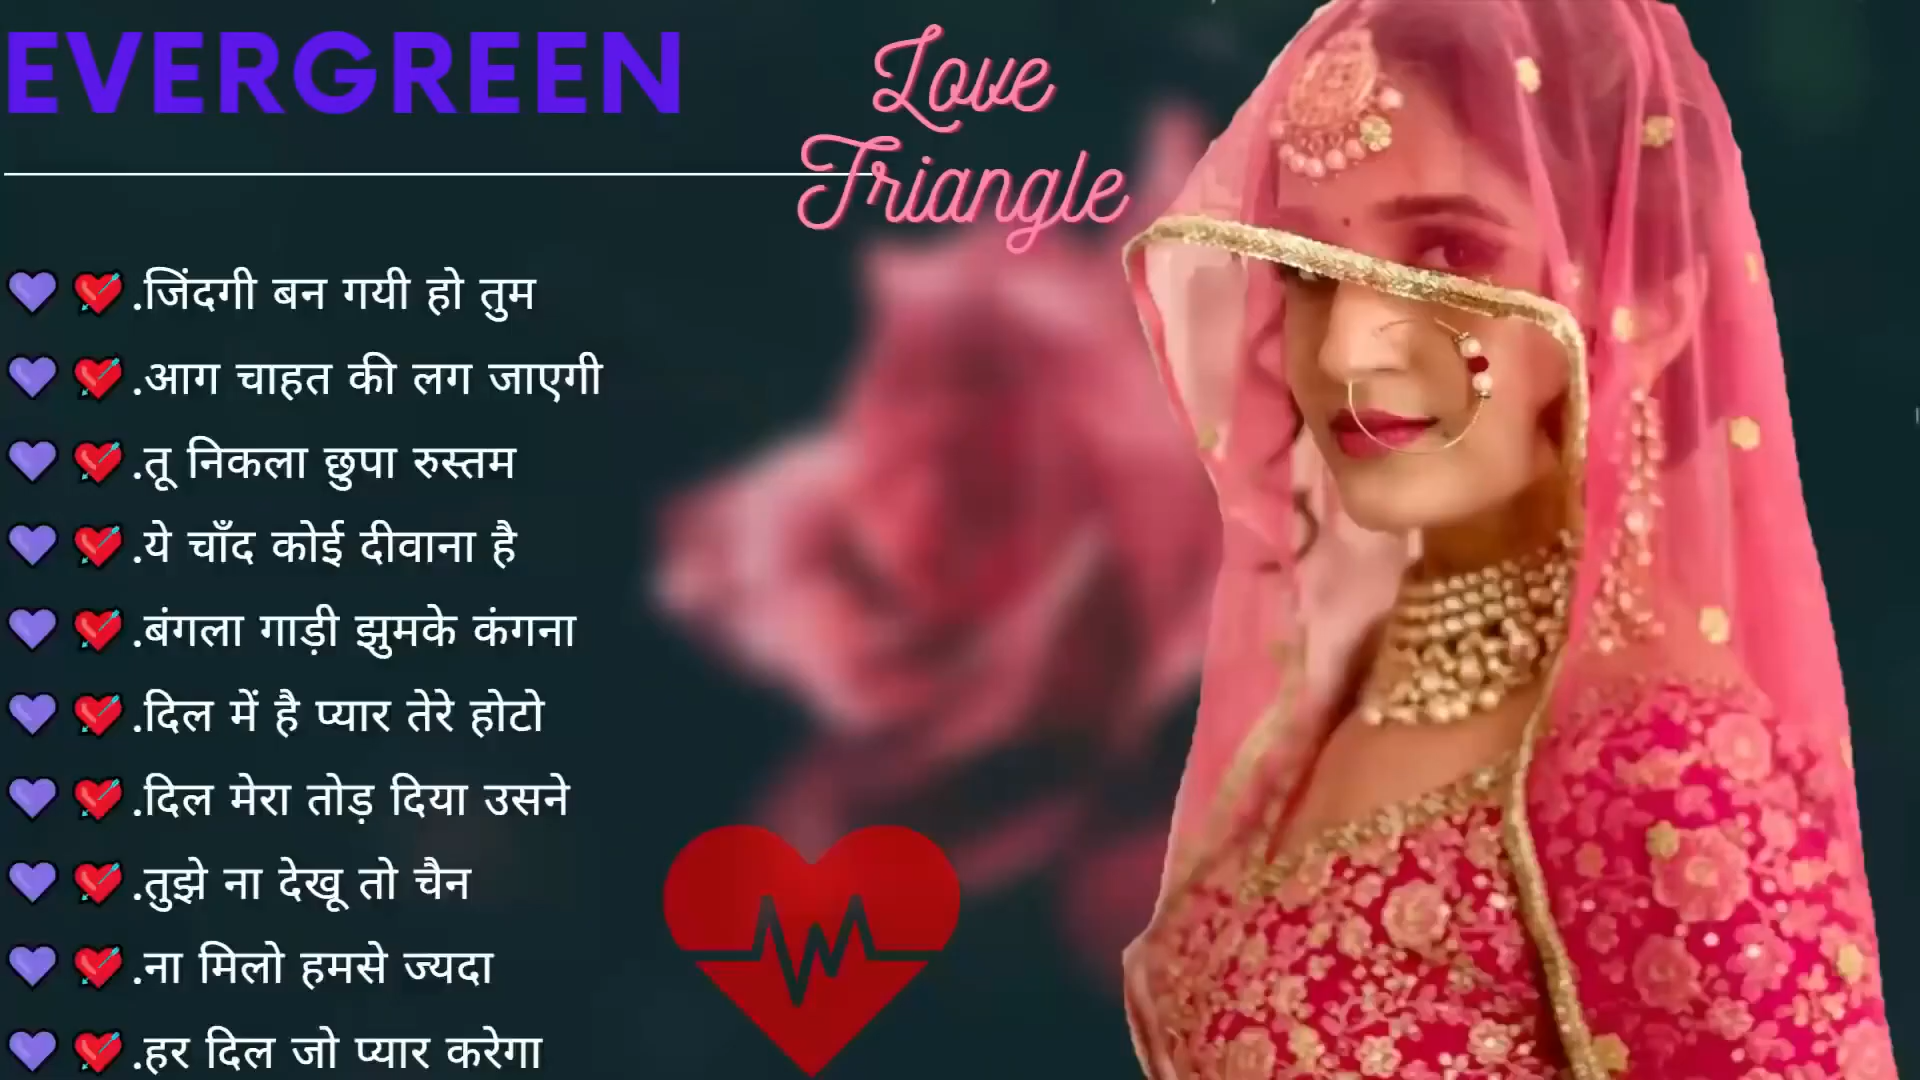 EVERGREEN
Love
Triangle
💜 💘 .जिंदगी बन गयी हो तुम
💜 💘 .आग चाहत की लग जाएगी
💜 💘 .तू निकला छुपा रुस्तम
💜 💘 .ये चाँद कोई दीवाना है
💜 💘 .बंगला गाड़ी झुमके कंगना
💜 💘 .दिल में है प्यार तेरे होटो
💜 💘 .दिल मेरा तोड़ दिया उसने
💜 💘 .तुझे ना देखू तो चैन
💜 💘 .ना मिलो हमसे ज्यदा
💜 💘 .हर दिल जो प्यार करेगा